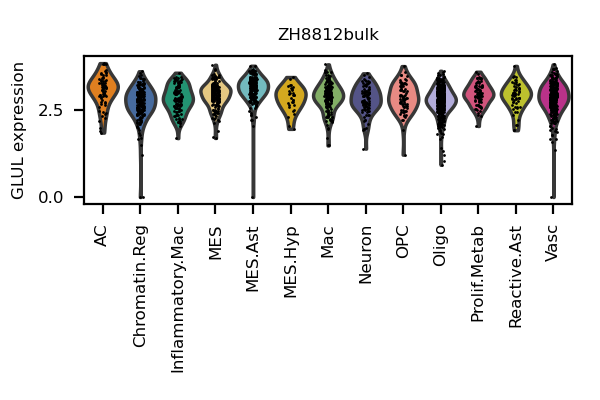 ZH8812bulk
GLUL expression
2.5
0.0
AC
Chromatin.Reg
Inflammatory.Mac
MES
MES.Ast
MES.Hyp
Mac
Neuron
OPC
Oligo
Prolif.Metab
Reactive.Ast
Vasc